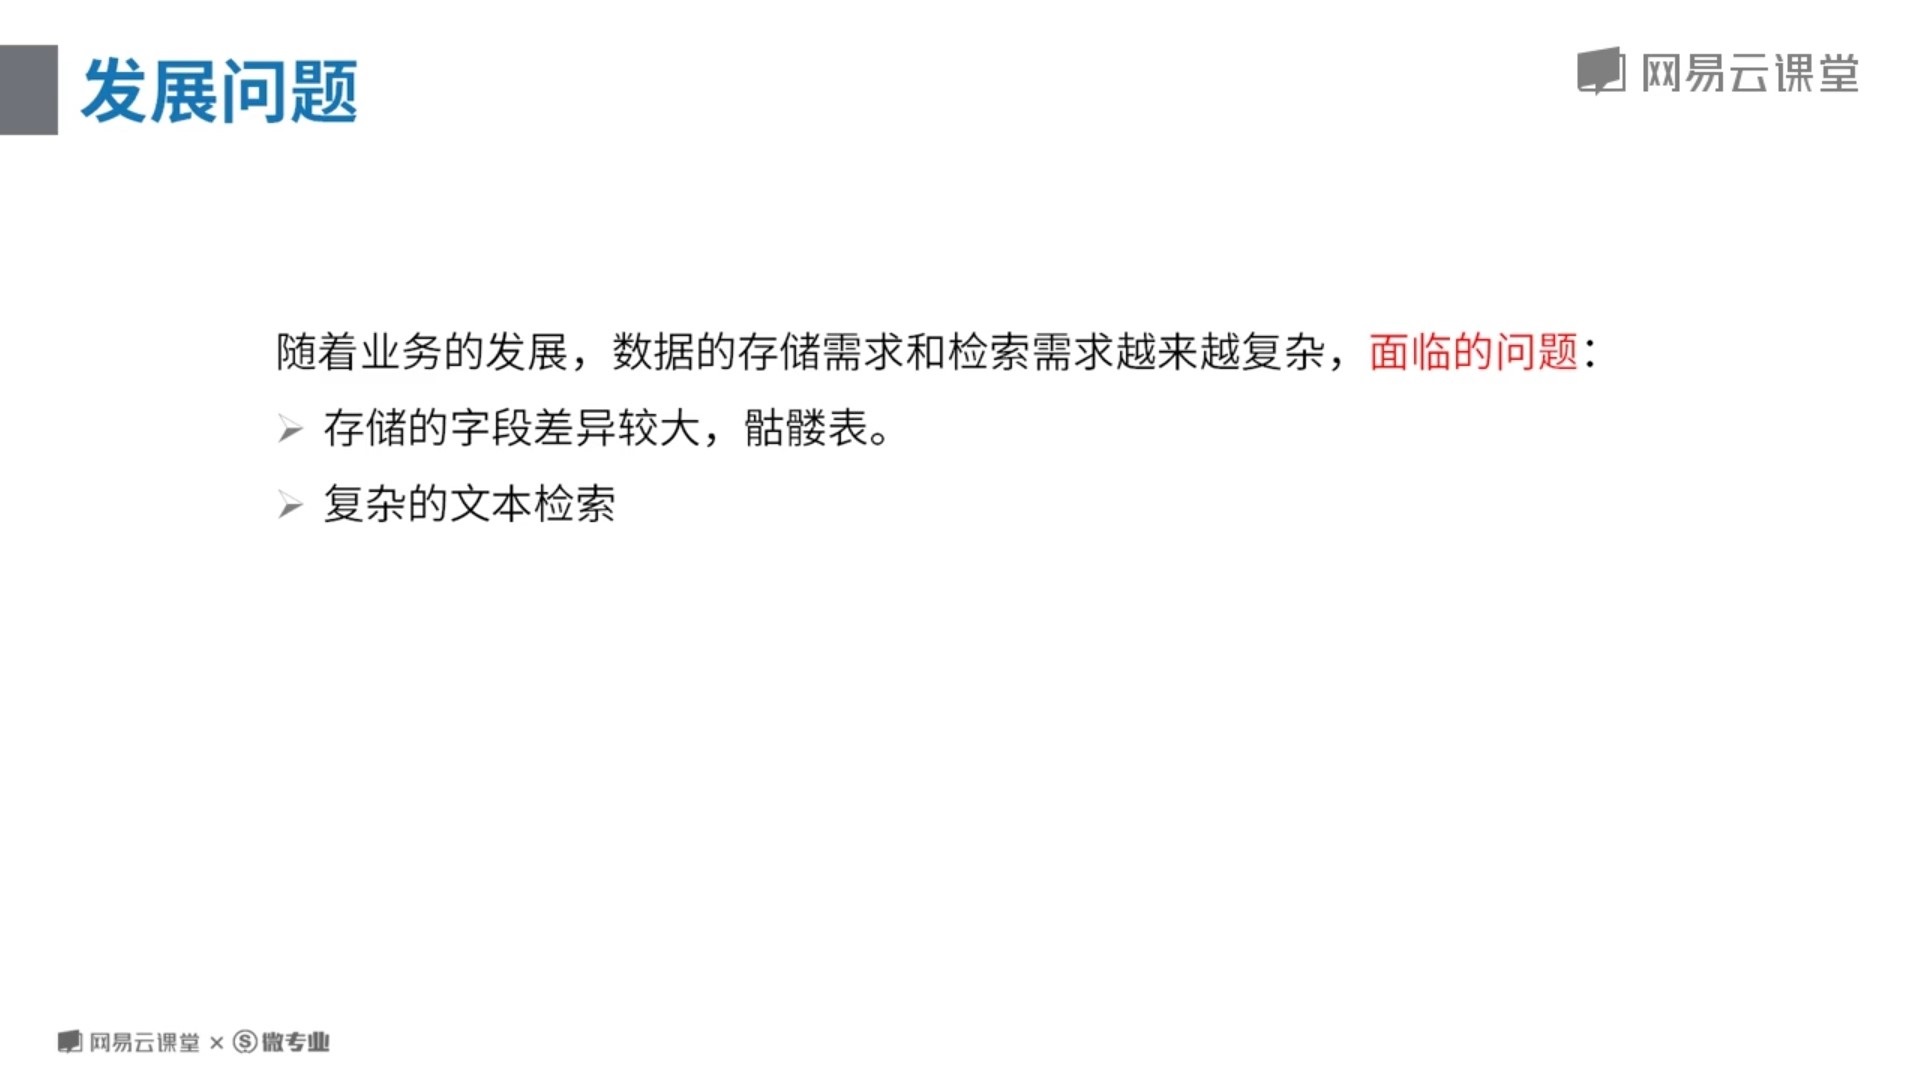 发展问题
网易云课堂
随着业务的发展，数据的存储需求和检索需求越来越复杂，面临的问题：
存储的字段差异较大，骷髅表。
复杂的文本检索
网易云课堂 × Ⓢ 微专业